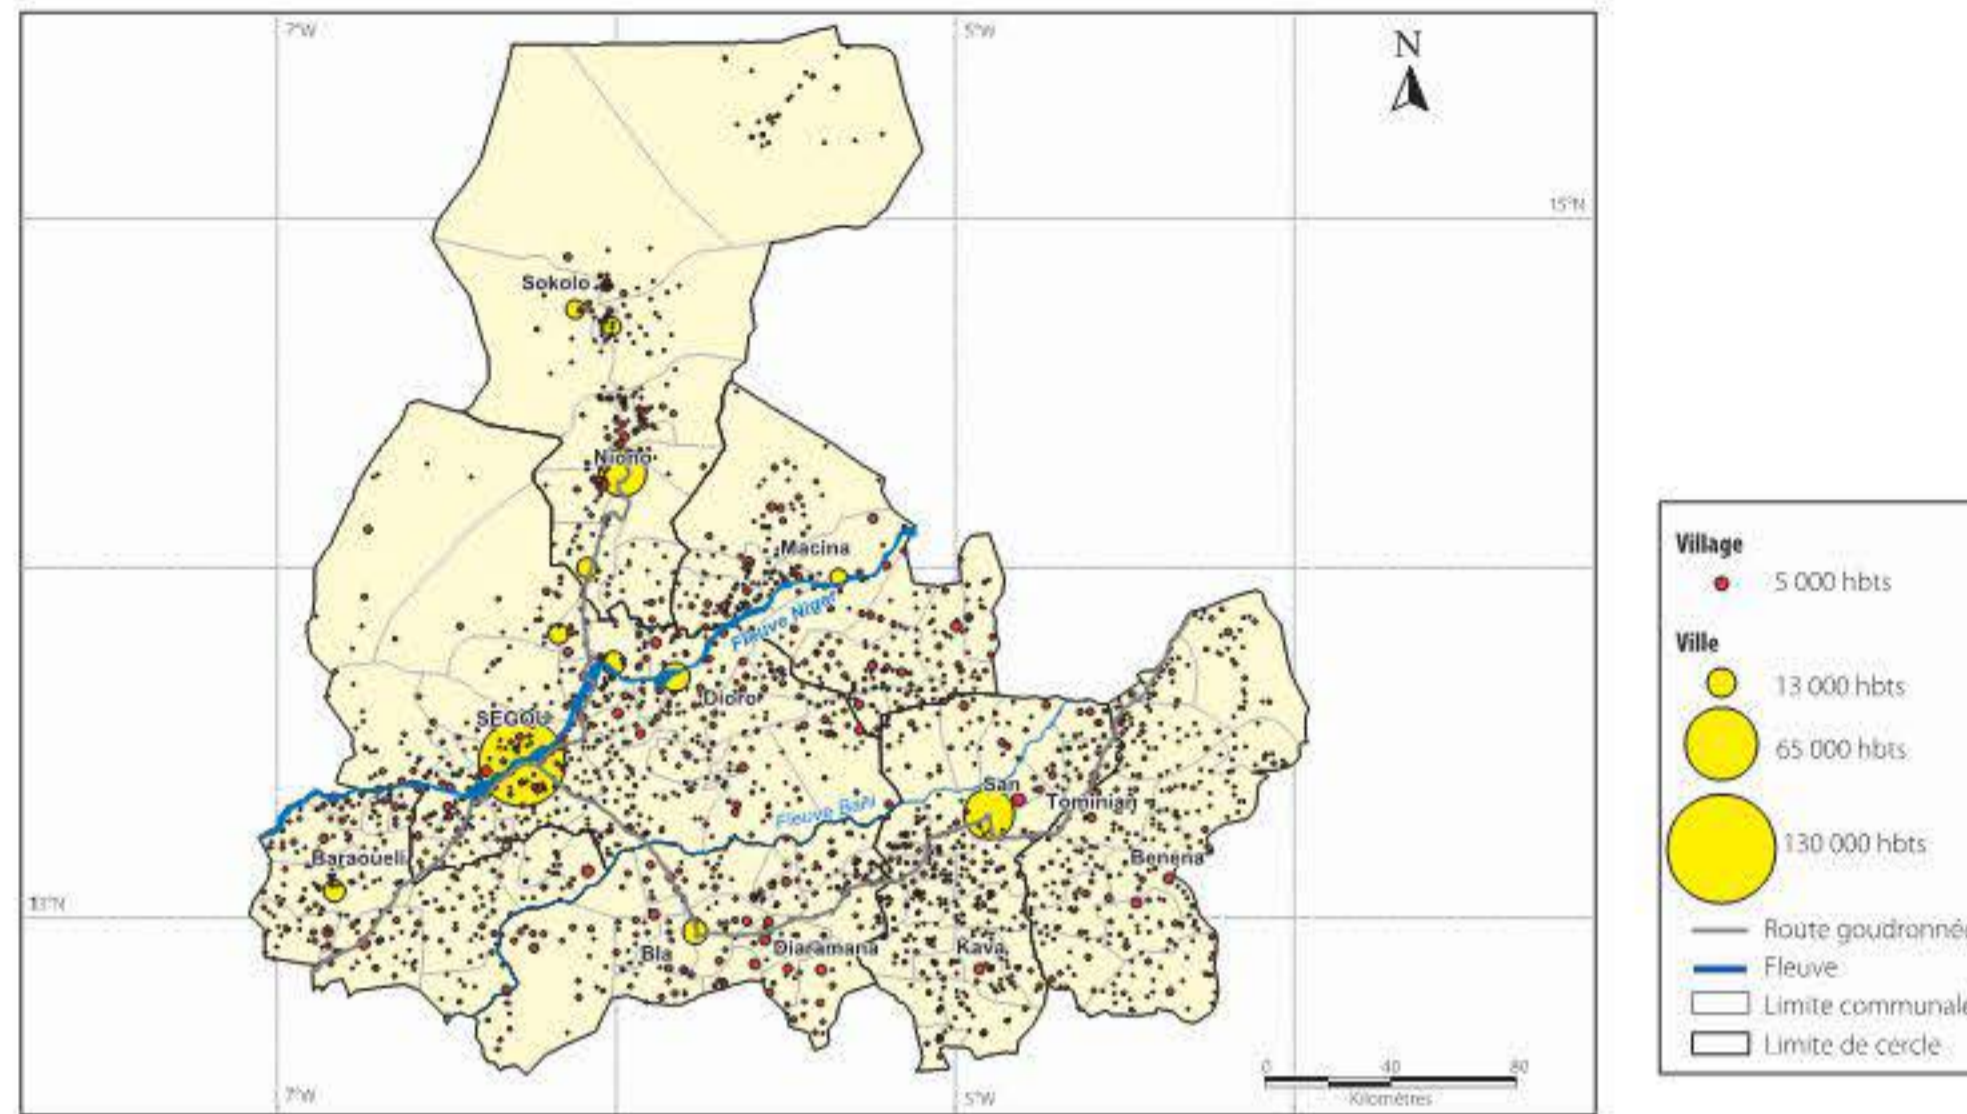 7°W
5°W
N
15°N
Sokolo
Niono
Macina
Fleuve Niger
Dioro
SEGOU
San
Fleuve Bani
Tominian
Baraoueli
Benena
13°N
Bla
Diaramana
Kava
0 40 80
Kilomètres
7°W
5°W
Village
5 000 hbts
Ville
13 000 hbts
65 000 hbts
130 000 hbts
Route goudronnée
Fleuve
Limite communale
Limite de cercle